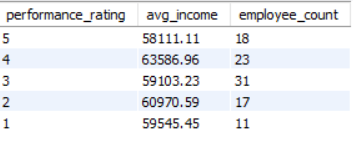 performance_rating avg_income employee_count
5 58111.11 18
4 63586.96 23
3 59103.23 31
2 60970.59 17
1 59545.45 11